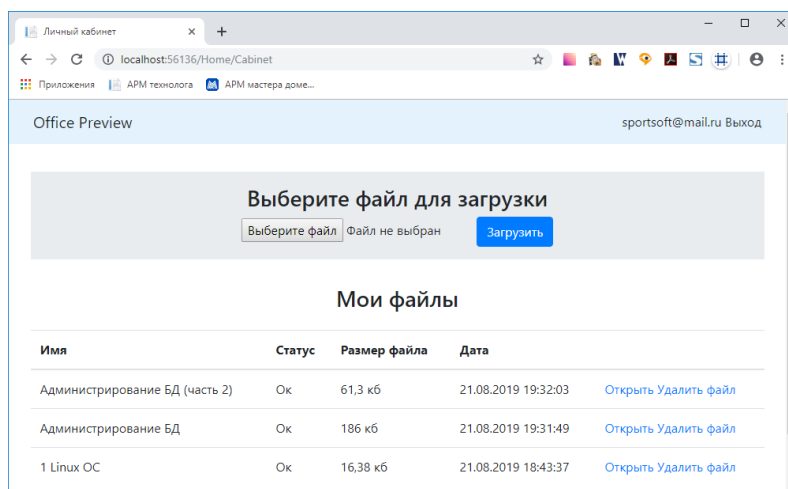 Личный кабинет
localhost:56136/Home/Cabinet
Приложения АРМ технолога АРМ мастера доме...
Office Preview sportsoft@mail.ru Выход
Выберите файл для загрузки
Выберите файл Файл не выбран Загрузить
Мои файлы
Имя Статус Размер файла Дата
Администрирование БД (часть 2) Ок 61,3 кб 21.08.2019 19:32:03 Открыть Удалить файл
Администрирование БД Ок 186 кб 21.08.2019 19:31:49 Открыть Удалить файл
1 Linux ОС Ок 16,38 кб 21.08.2019 18:43:37 Открыть Удалить файл